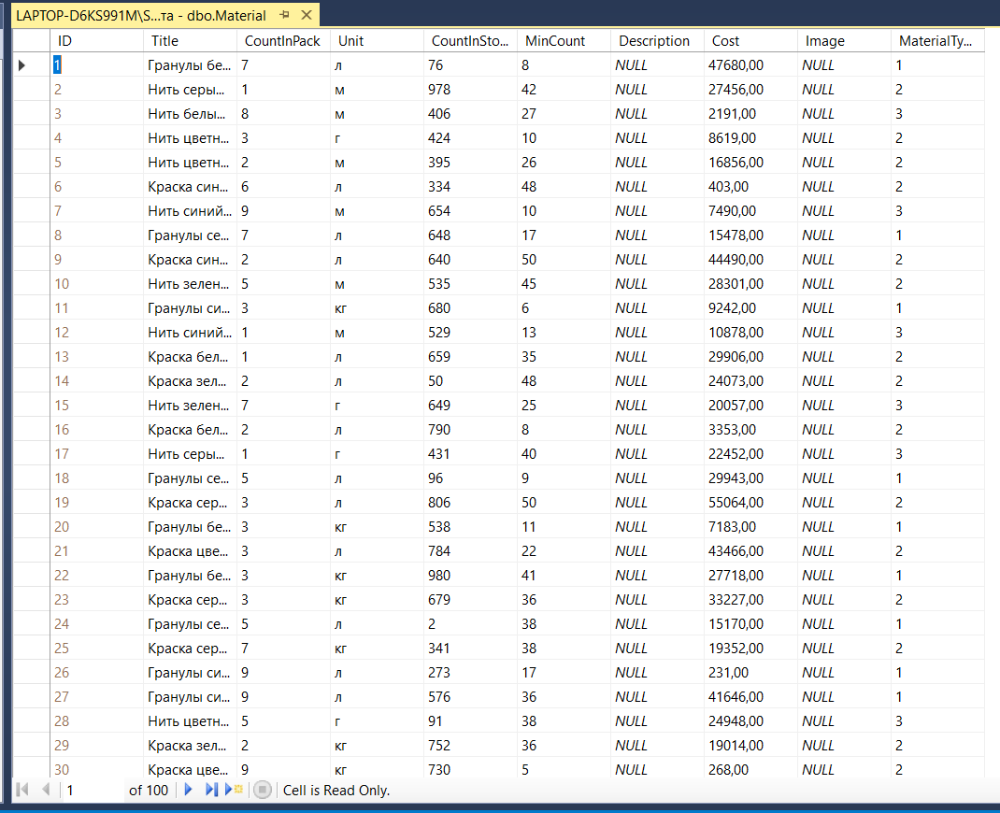 LAPTOP-D6KS991M\S...та - dbo.Material
ID Title CountInPack Unit CountInSto... MinCount Description Cost Image MaterialTy...
1 Гранулы бе... 7 л 76 8 NULL 47680,00 NULL 1
2 Нить серы... 1 м 978 42 NULL 27456,00 NULL 2
3 Нить белы... 8 м 406 27 NULL 2191,00 NULL 3
4 Нить цветн... 3 г 424 10 NULL 8619,00 NULL 2
5 Нить цветн... 2 м 395 26 NULL 16856,00 NULL 2
6 Краска син... 6 л 334 48 NULL 403,00 NULL 2
7 Нить синий... 9 м 654 10 NULL 7490,00 NULL 3
8 Гранулы се... 7 л 648 17 NULL 15478,00 NULL 1
9 Краска син... 2 л 640 50 NULL 44490,00 NULL 2
10 Нить зелен... 5 м 535 45 NULL 28301,00 NULL 2
11 Гранулы си... 3 кг 680 6 NULL 9242,00 NULL 1
12 Нить синий... 1 м 529 13 NULL 10878,00 NULL 3
13 Краска бел... 1 л 659 35 NULL 29906,00 NULL 2
14 Краска зел... 2 л 50 48 NULL 24073,00 NULL 2
15 Нить зелен... 7 г 649 25 NULL 20057,00 NULL 3
16 Краска бел... 2 л 790 8 NULL 3353,00 NULL 2
17 Нить серы... 1 г 431 40 NULL 22452,00 NULL 3
18 Гранулы се... 5 л 96 9 NULL 29943,00 NULL 1
19 Краска сер... 3 л 806 50 NULL 55064,00 NULL 2
20 Гранулы бе... 3 кг 538 11 NULL 7183,00 NULL 1
21 Краска цве... 3 л 784 22 NULL 43466,00 NULL 2
22 Гранулы бе... 3 кг 980 41 NULL 27718,00 NULL 1
23 Краска сер... 3 кг 679 36 NULL 33227,00 NULL 2
24 Гранулы се... 5 л 2 38 NULL 15170,00 NULL 1
25 Краска сер... 7 кг 341 38 NULL 19352,00 NULL 2
26 Гранулы си... 9 л 273 17 NULL 231,00 NULL 1
27 Гранулы си... 9 л 576 36 NULL 41646,00 NULL 1
28 Нить цветн... 5 г 91 38 NULL 24948,00 NULL 3
29 Краска зел... 2 кг 752 36 NULL 19014,00 NULL 2
30 Краска цве... 9 кг 730 5 NULL 268,00 NULL 2
1 of 100 Cell is Read Only.